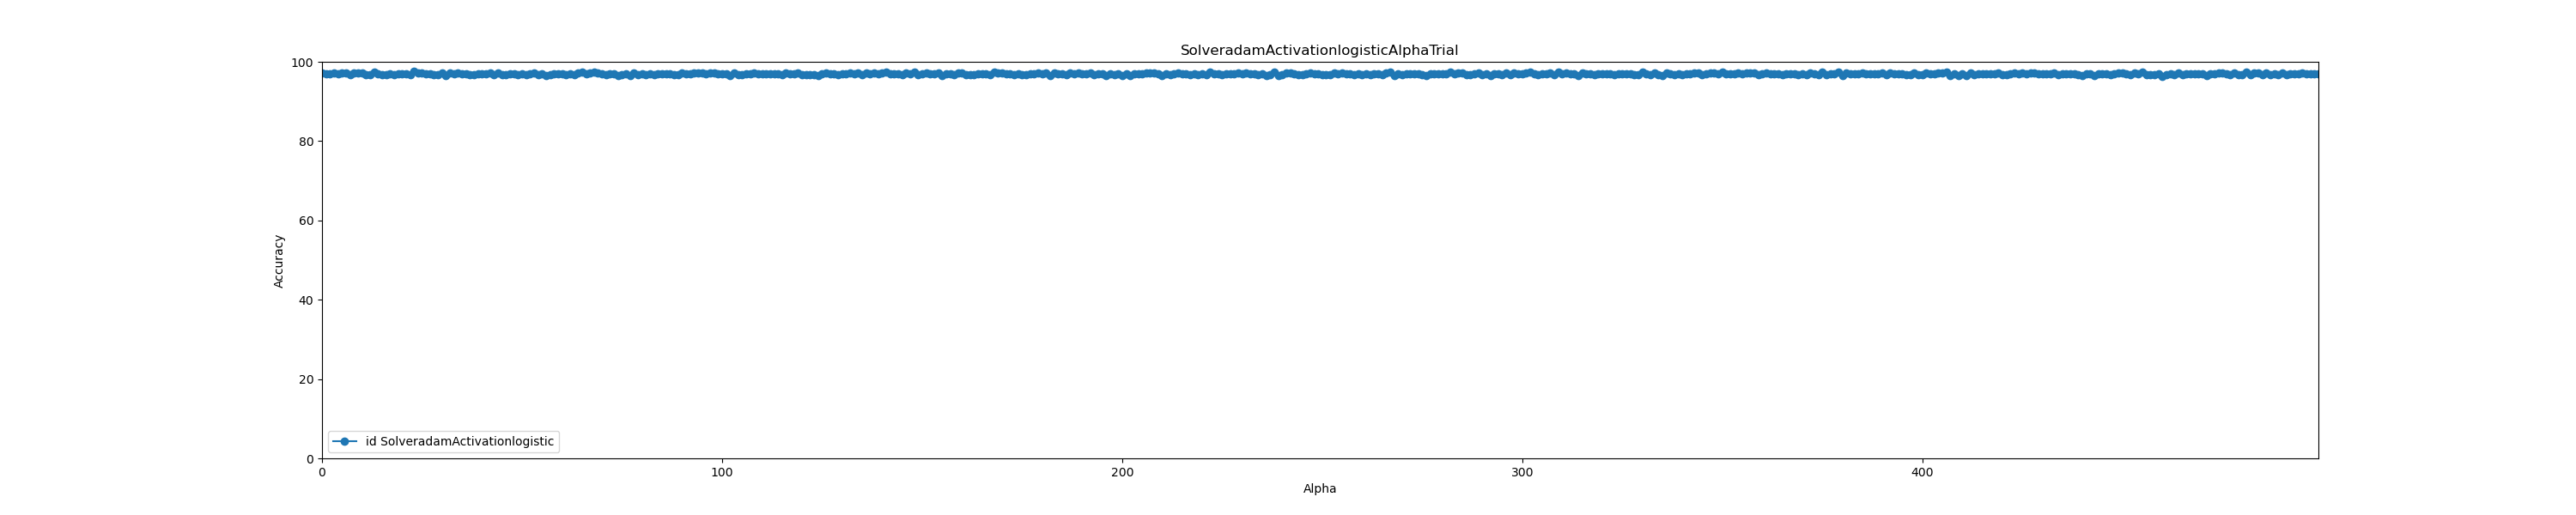 SolveradamActivationlogisticAlphaTrial
100
80
60
40
20
0
Accuracy
id SolveradamActivationlogistic
0 100 200 300 400
Alpha